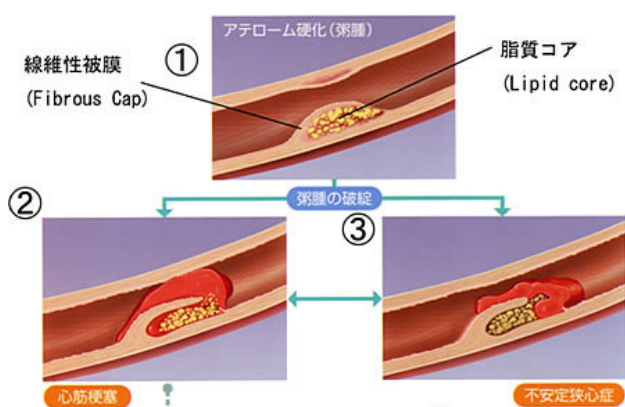 アテローム硬化(粥腫)
①
線維性被膜
(Fibrous Cap)
脂質コア
(Lipid core)
粥腫の破綻
②
③
心筋梗塞
不安定狭心症